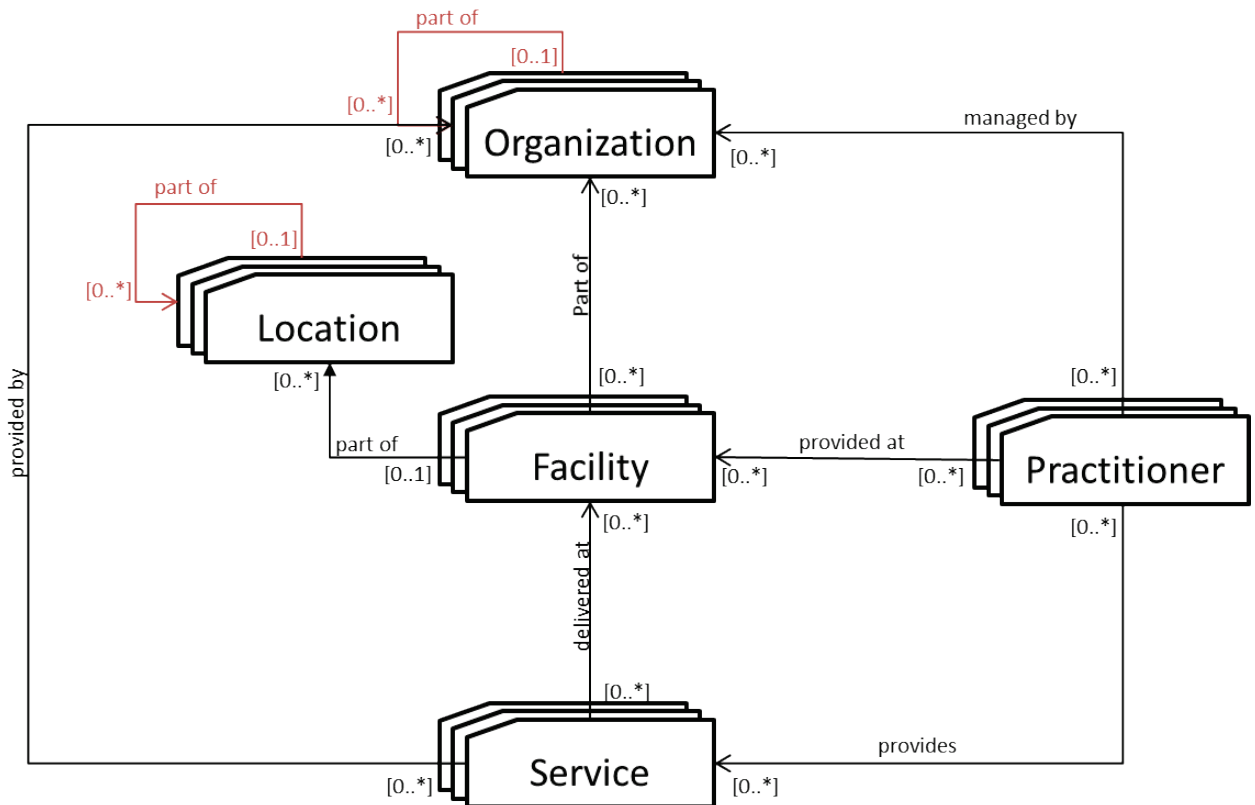 part of
[0..1]
[0..*]
managed by
[0..*]
Organization
[0..*]
part of
[0..*]
[0..1]
[0..*]
Part of
Location
provided by
[0..*]
[0..*]
[0..*]
part of
provided at
Facility
Practitioner
[0..1]
[0..*]
[0..*]
[0..*]
[0..*]
delivered at
[0..*]
provides
Service
[0..*]
[0..*]